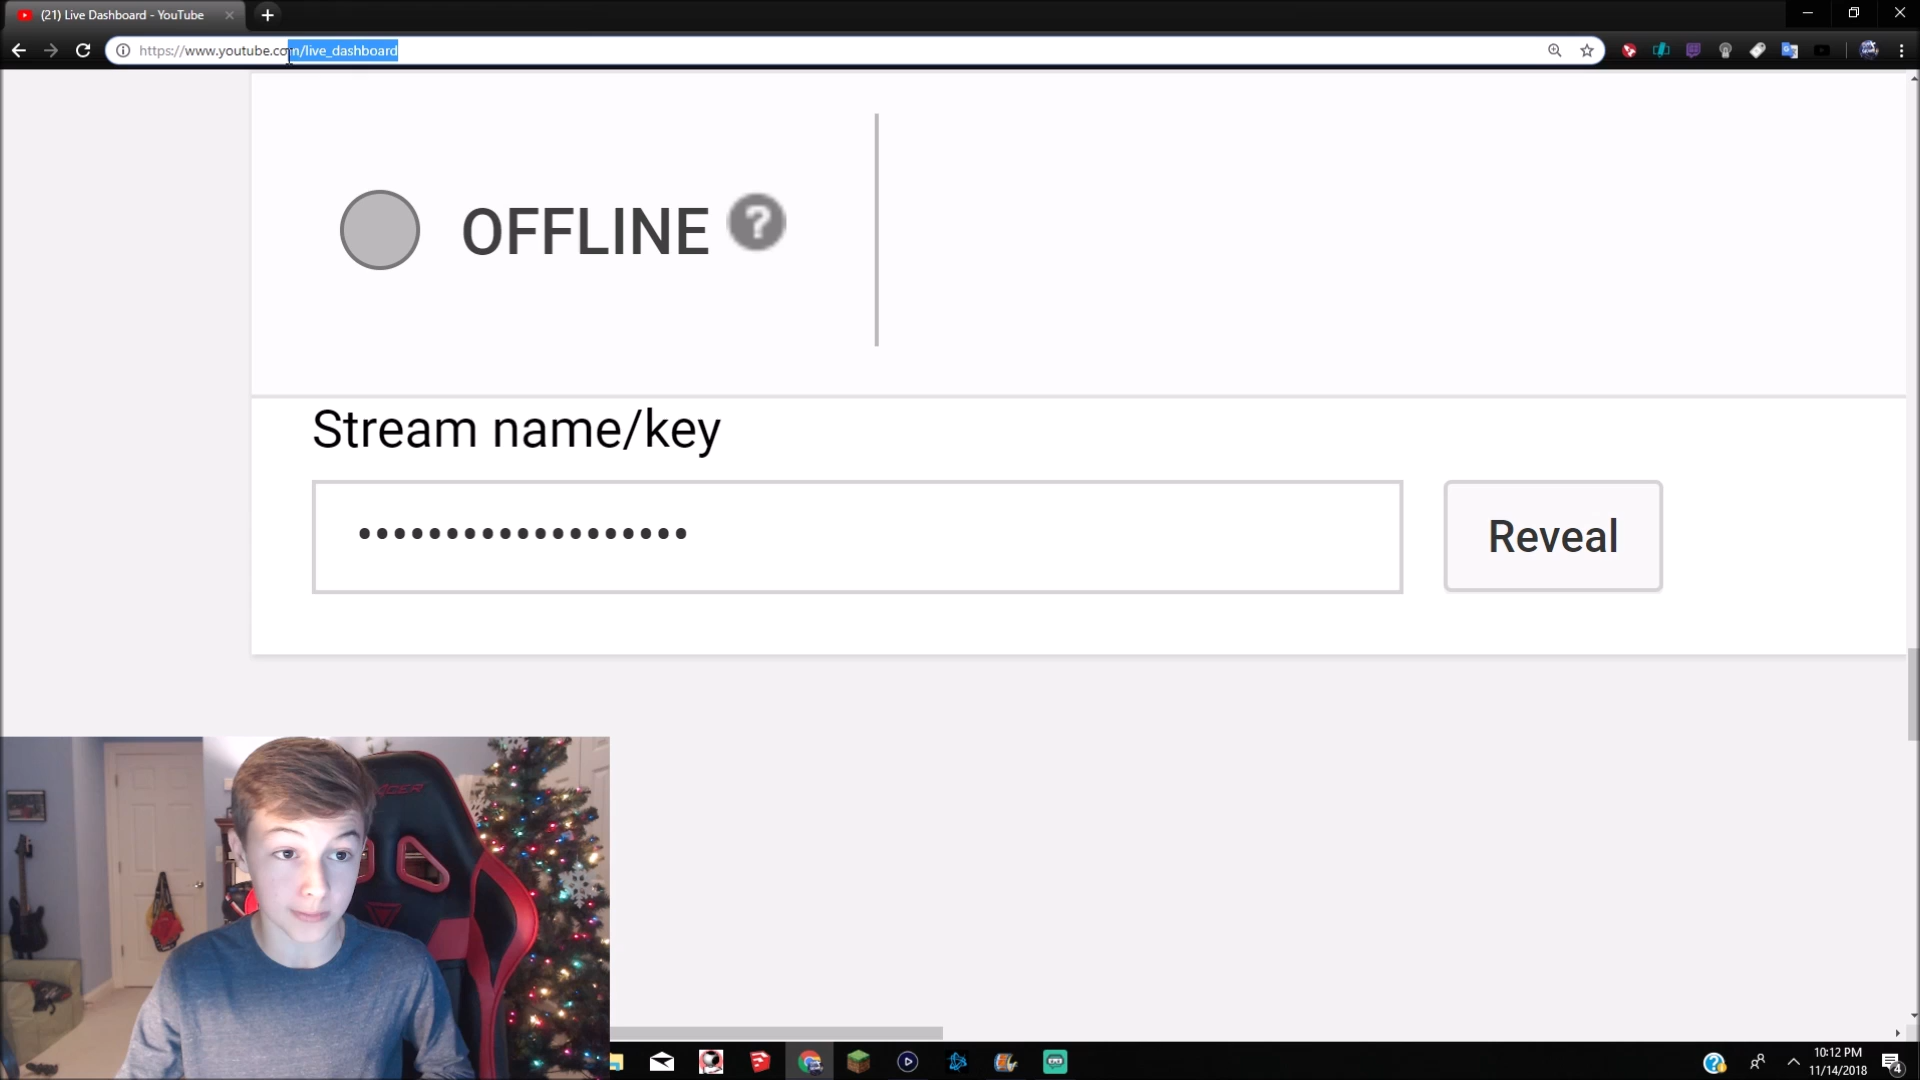 (21) Live Dashboard - YouTube
https://www.youtube.com/live_dashboard
OFFLINE ?
Stream name/key
••••••••••••••••••• Reveal
10:12 PM
11/14/2018
4